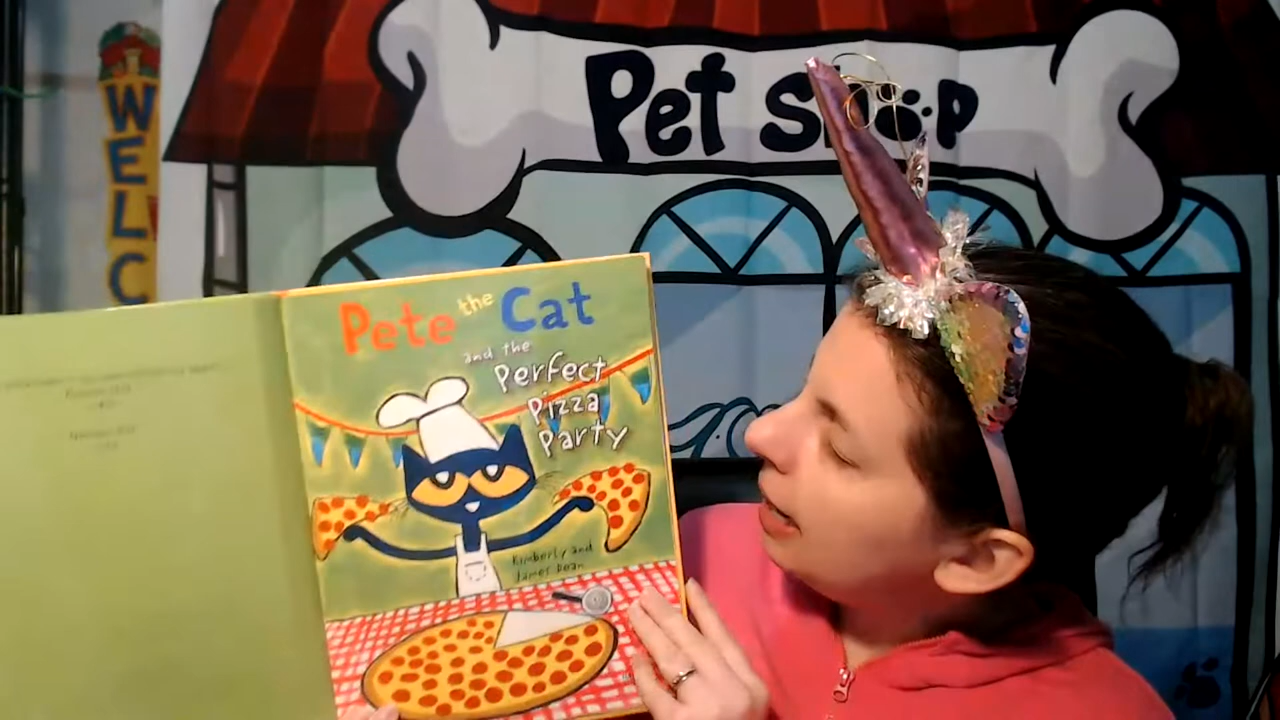 Pet Shop
WELC
Pete the Cat
and the
Perfect
Pizza
Party
Kimberly and
James Dean